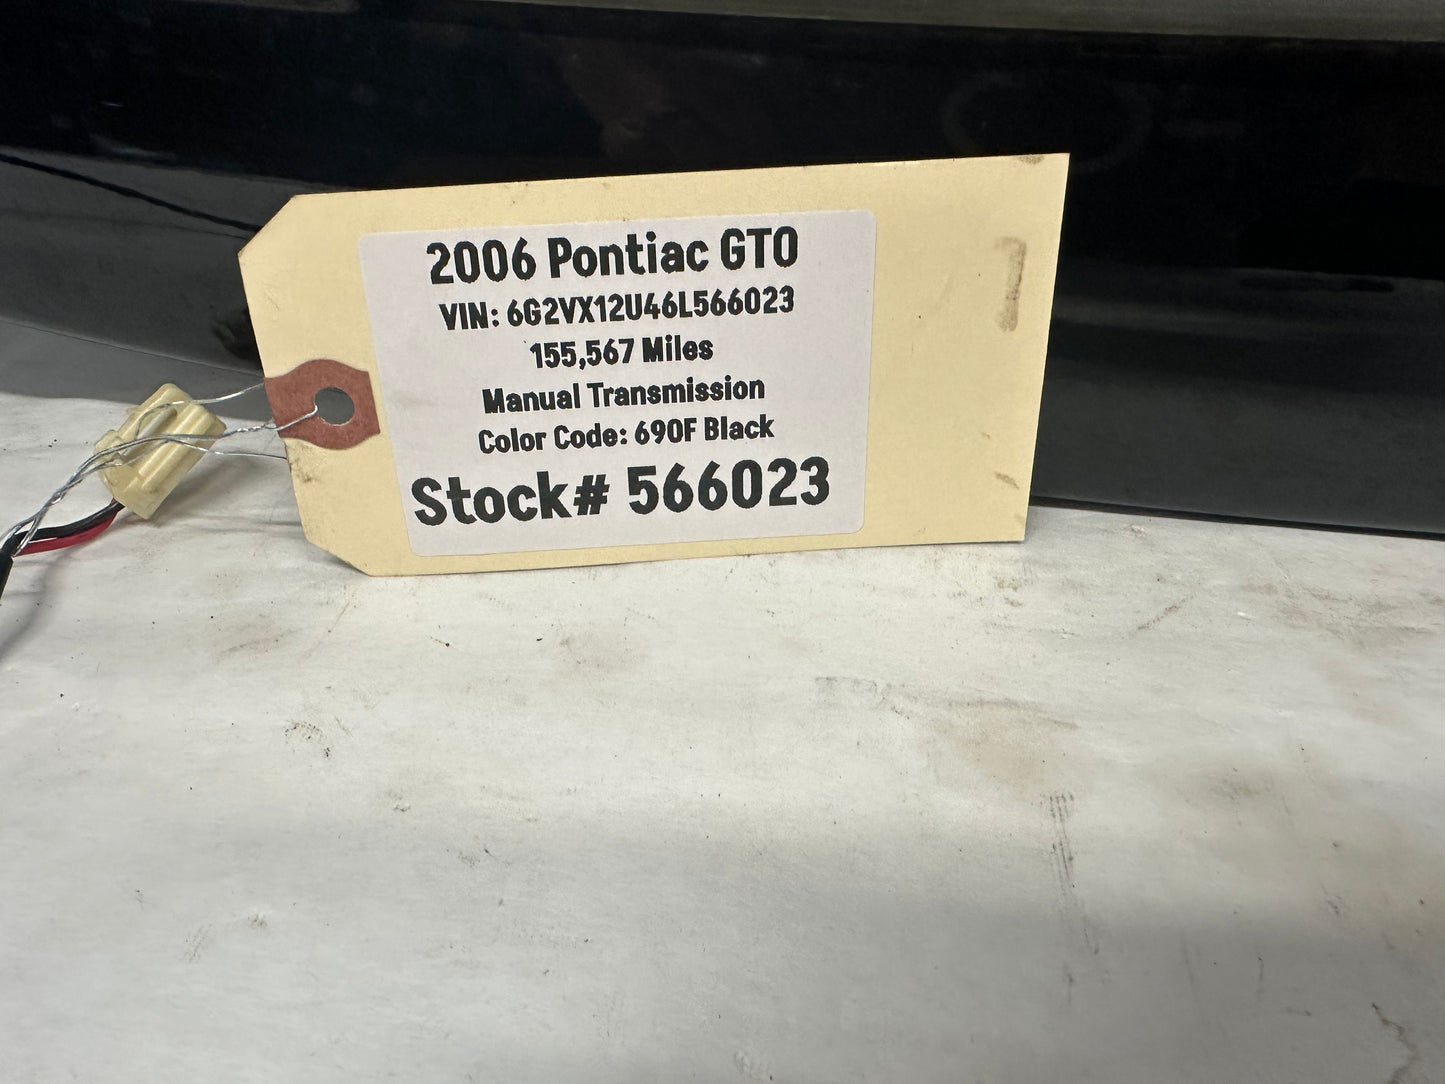 2006 Pontiac GTO
VIN: 6G2VX12U46L566023
155,567 Miles
Manual Transmission
Color Code: 690F Black
Stock# 566023